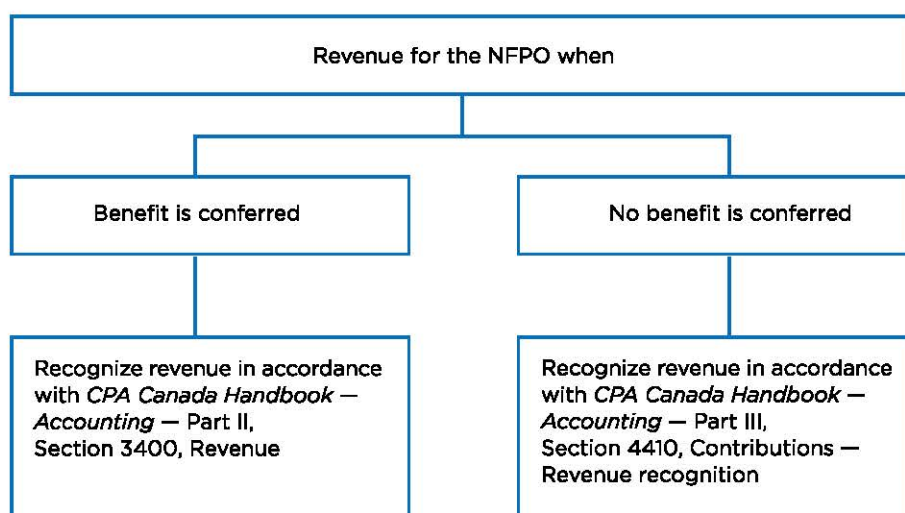 Revenue for the NFPO when
Benefit is conferred
No benefit is conferred
Recognize revenue in accordance
with CPA Canada Handbook —
Accounting — Part II,
Section 3400, Revenue
Recognize revenue in accordance
with CPA Canada Handbook —
Accounting — Part III,
Section 4410, Contributions —
Revenue recognition